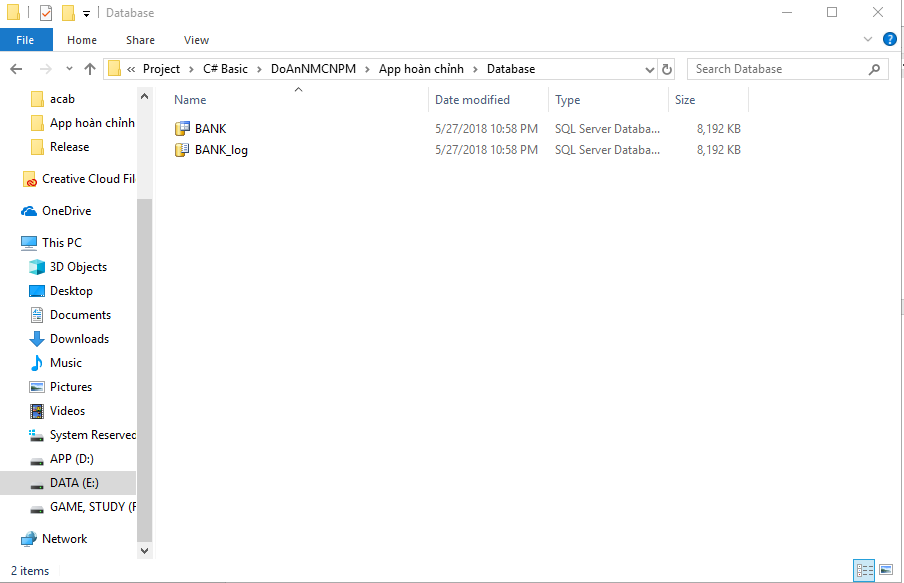 Database
File Home Share View
« Project > C# Basic > DoAnNMCNPM > App hoàn chỉnh > Database
Search Database
Name Date modified Type Size
BANK 5/27/2018 10:58 PM SQL Server Databa... 8,192 KB
BANK_log 5/27/2018 10:58 PM SQL Server Databa... 8,192 KB
acab
App hoàn chỉnh
Release
Creative Cloud Fil
OneDrive
This PC
3D Objects
Desktop
Documents
Downloads
Music
Pictures
Videos
System Reserved
APP (D:)
DATA (E:)
GAME, STUDY (F
Network
2 items